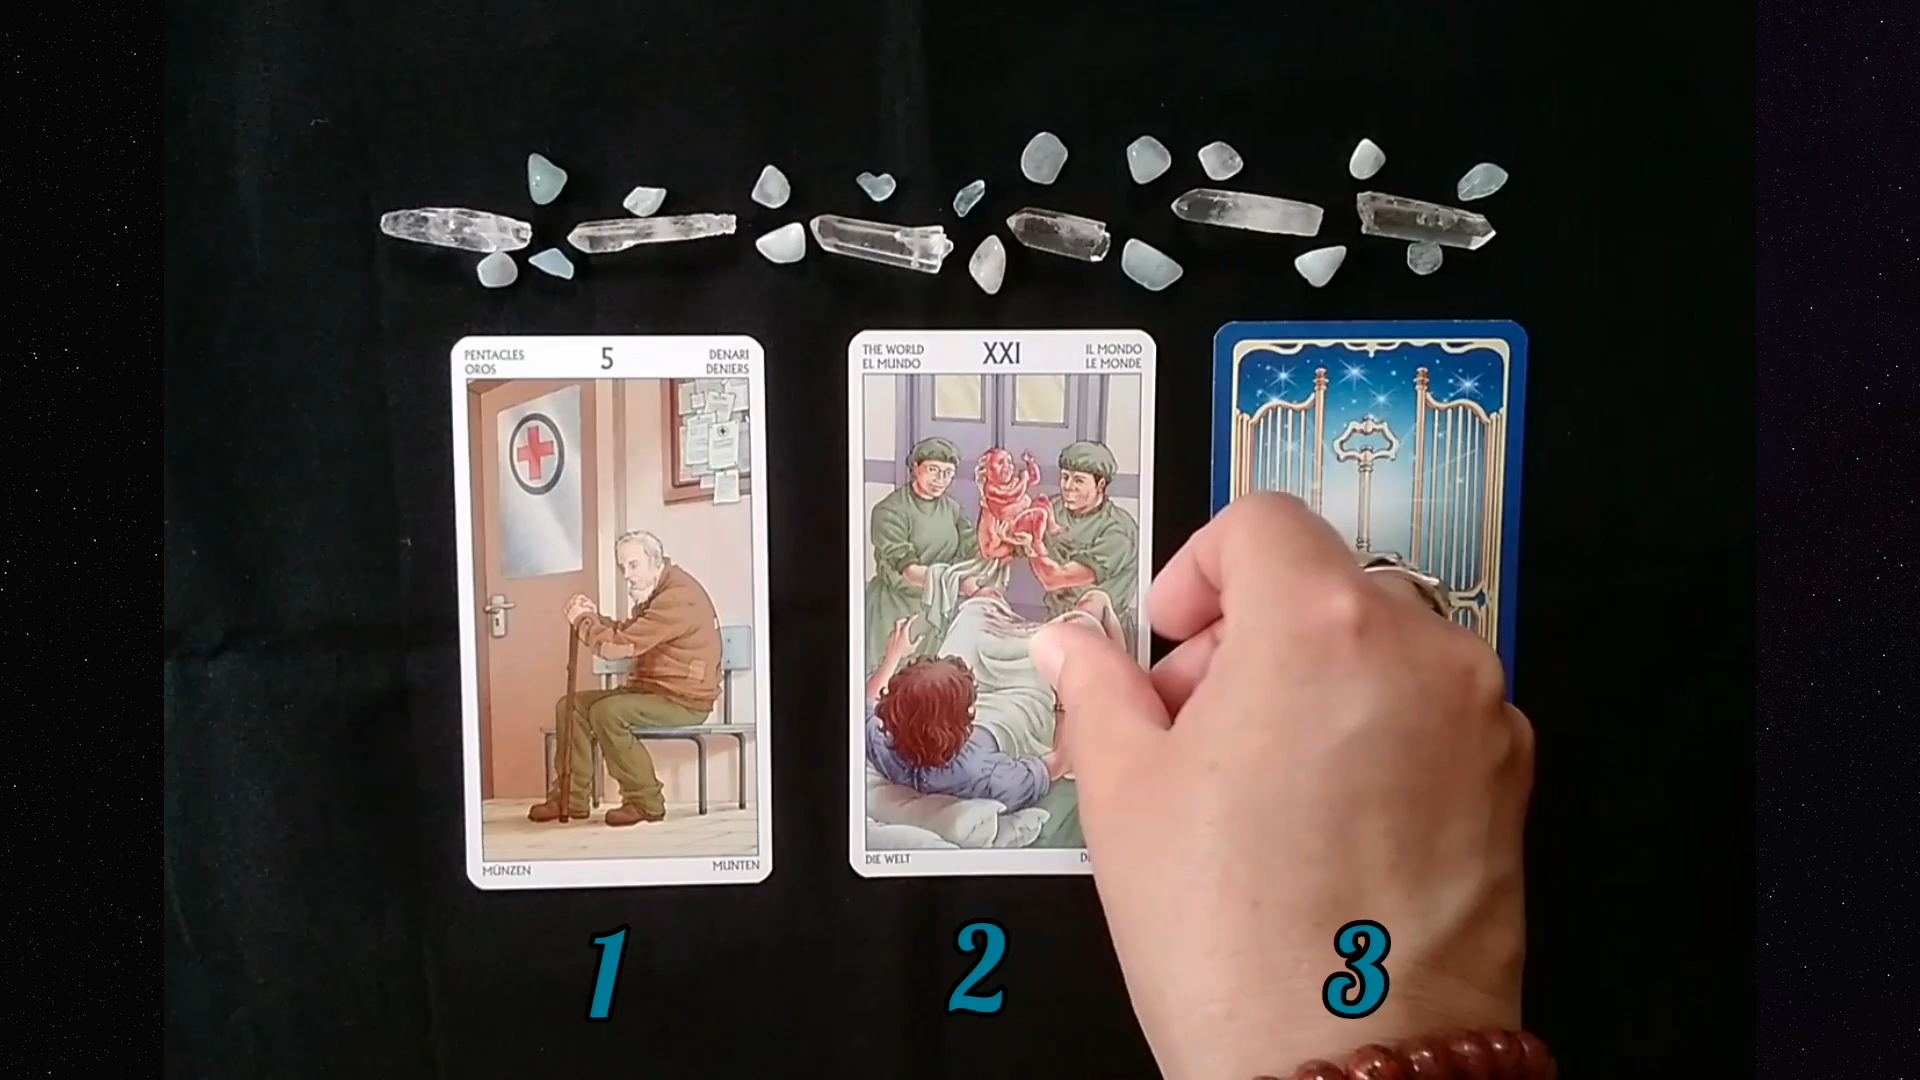 PENTACLES
OROS
5
DENARI
DENIERS
MÜNZEN
MUNTEN
THE WORLD
EL MUNDO
XXI
IL MONDO
LE MONDE
DIE WELT
1
2
3